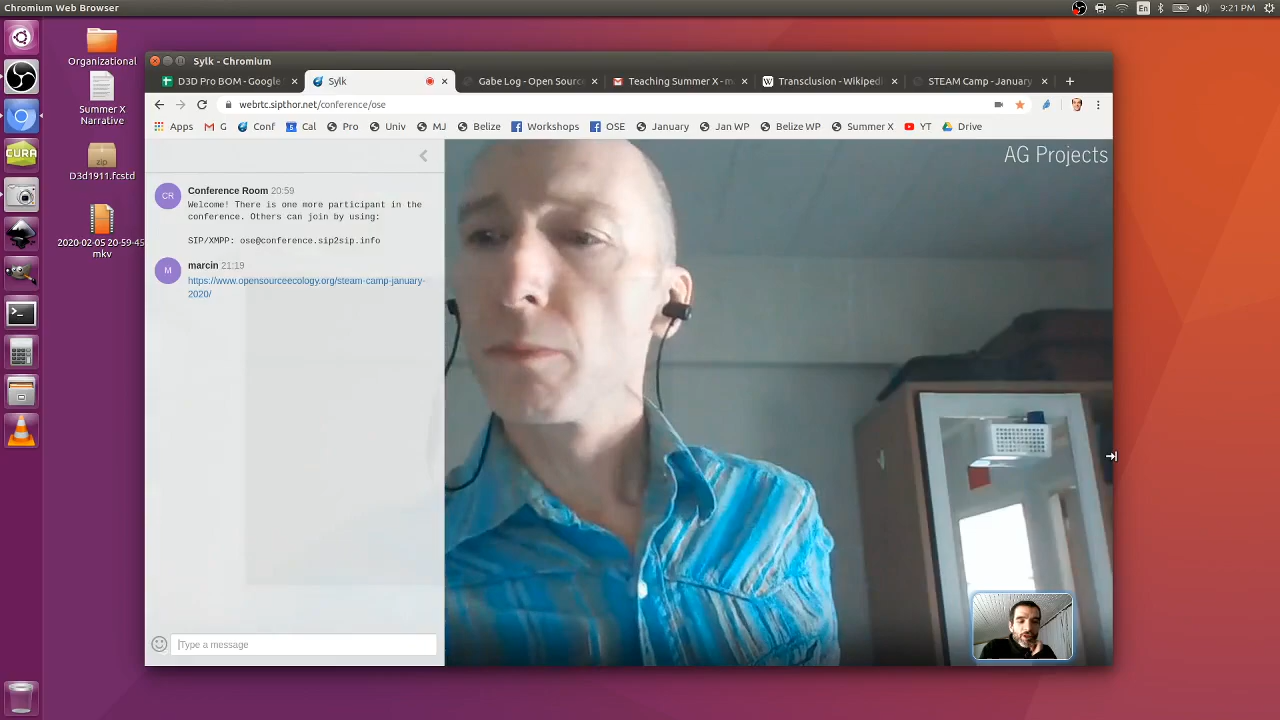 Chromium Web Browser
En
9:21 PM
Organizational
Summer X
Narrative
CURA
zip
D3d1911.fcstd
2020-02-05 20-59-45.
mkv
Sylk - Chromium
D3D Pro BOM - Google
Sylk
Gabe Log - Open Sourc
Teaching Summer X - m
Transclusion - Wikipedi
STEAM Camp - January
webrtc.sipthor.net/conference/ose
Apps
G
Conf
Cal
Pro
Univ
MJ
Belize
Workshops
OSE
January
Jan WP
Belize WP
Summer X
YT
Drive
AG Projects
CR
Conference Room 20:59
Welcome! There is one more participant in the
conference. Others can join by using:
SIP/XMPP: ose@conference.sip2sip.info
M
marcin 21:19
https://www.opensourceecology.org/steam-camp-january-
2020/
Type a message